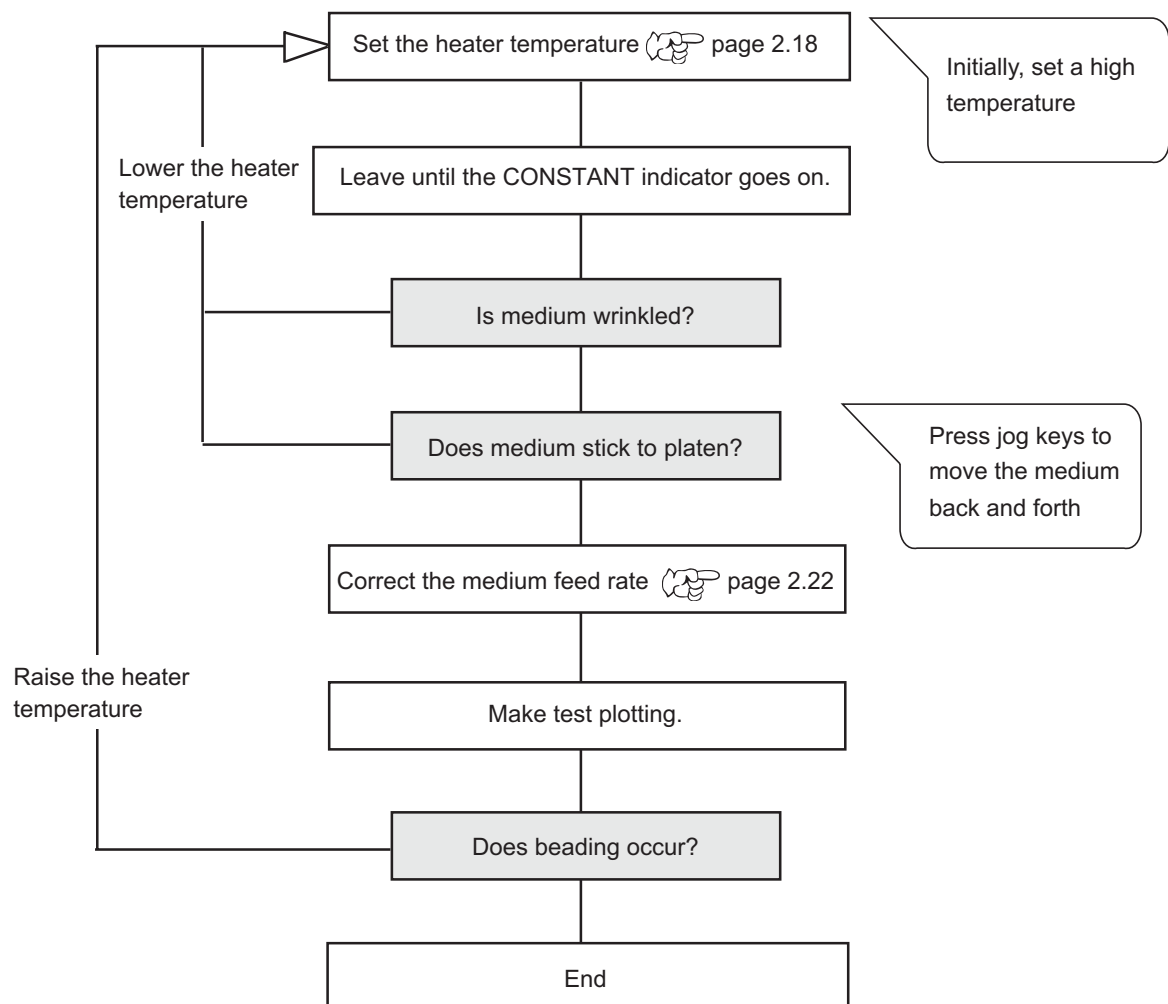 Set the heater temperature page 2.18
Initially, set a high
temperature
Lower the heater
temperature
Leave until the CONSTANT indicator goes on.
Is medium wrinkled?
Does medium stick to platen?
Press jog keys to
move the medium
back and forth
Correct the medium feed rate page 2.22
Raise the heater
temperature
Make test plotting.
Does beading occur?
End